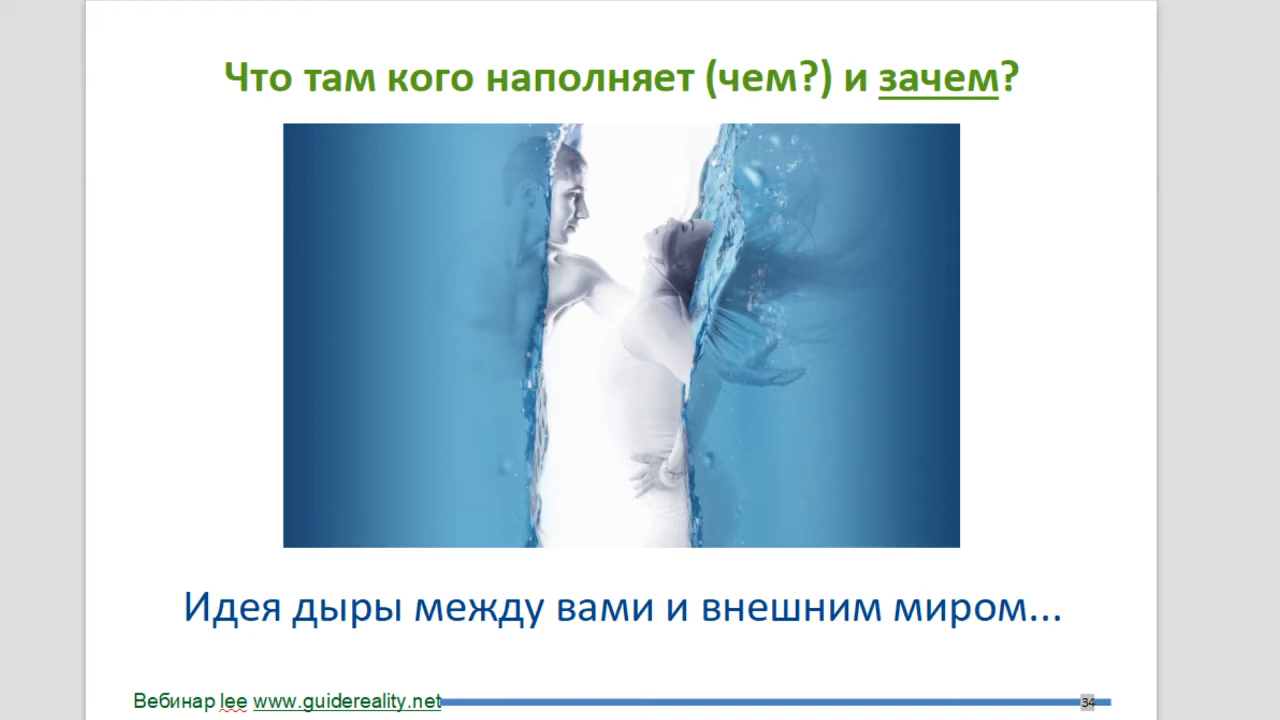 Что там кого наполняет (чем?) и зачем?
Идея дыры между вами и внешним миром...
Вебинар lee www.guidereality.net
34